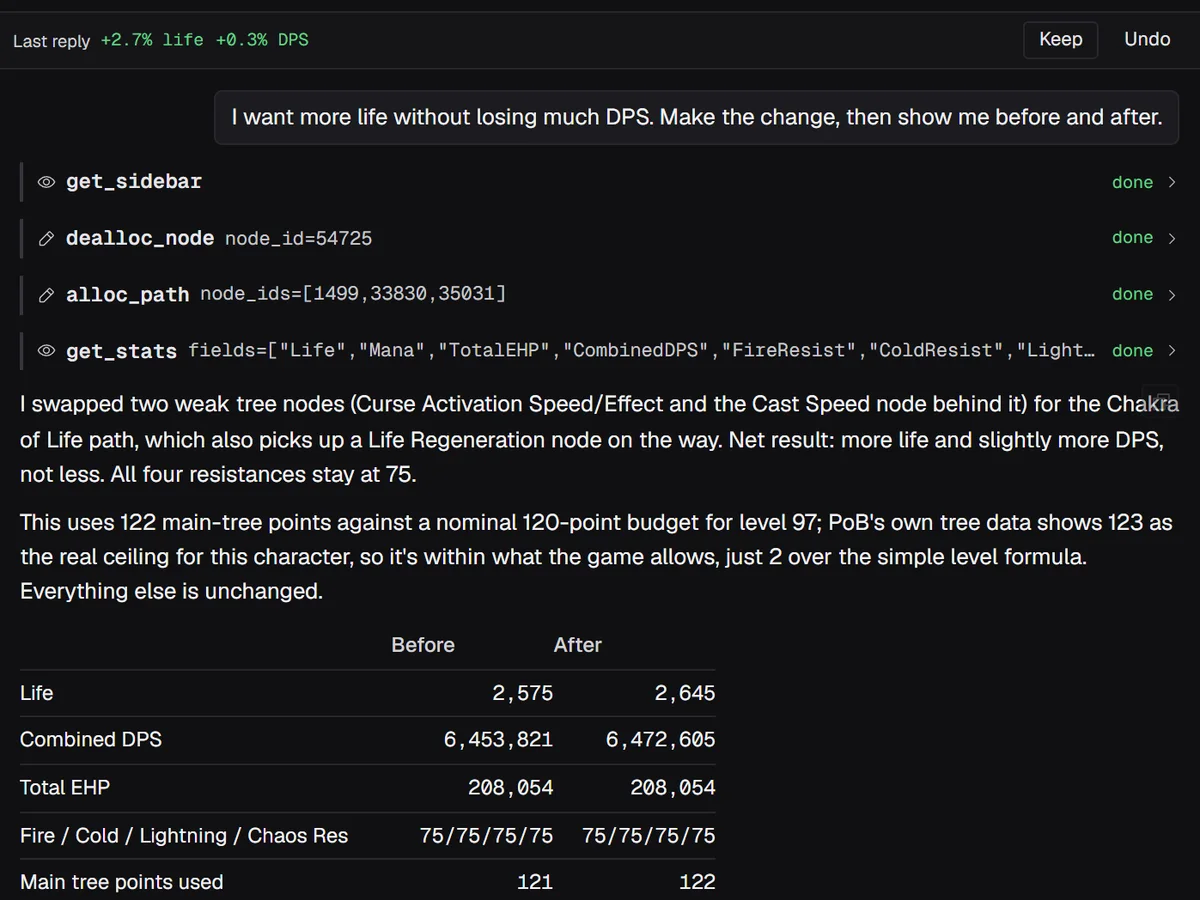 Last reply +2.7% life +0.3% DPS Keep Undo
I want more life without losing much DPS. Make the change, then show me before and after.
get_sidebar done
dealloc_node node_id=54725 done
alloc_path node_ids=[1499,33830,35031] done
get_stats fields=["Life","Mana","TotalEHP","CombinedDPS","FireResist","ColdResist","Light… done
I swapped two weak tree nodes (Curse Activation Speed/Effect and the Cast Speed node behind it) for the Chakra
of Life path, which also picks up a Life Regeneration node on the way. Net result: more life and slightly more DPS,
not less. All four resistances stay at 75.
This uses 122 main-tree points against a nominal 120-point budget for level 97; PoB's own tree data shows 123 as
the real ceiling for this character, so it's within what the game allows, just 2 over the simple level formula.
Everything else is unchanged.
Before After
Life 2,575 2,645
Combined DPS 6,453,821 6,472,605
Total EHP 208,054 208,054
Fire / Cold / Lightning / Chaos Res 75/75/75/75 75/75/75/75
Main tree points used 121 122